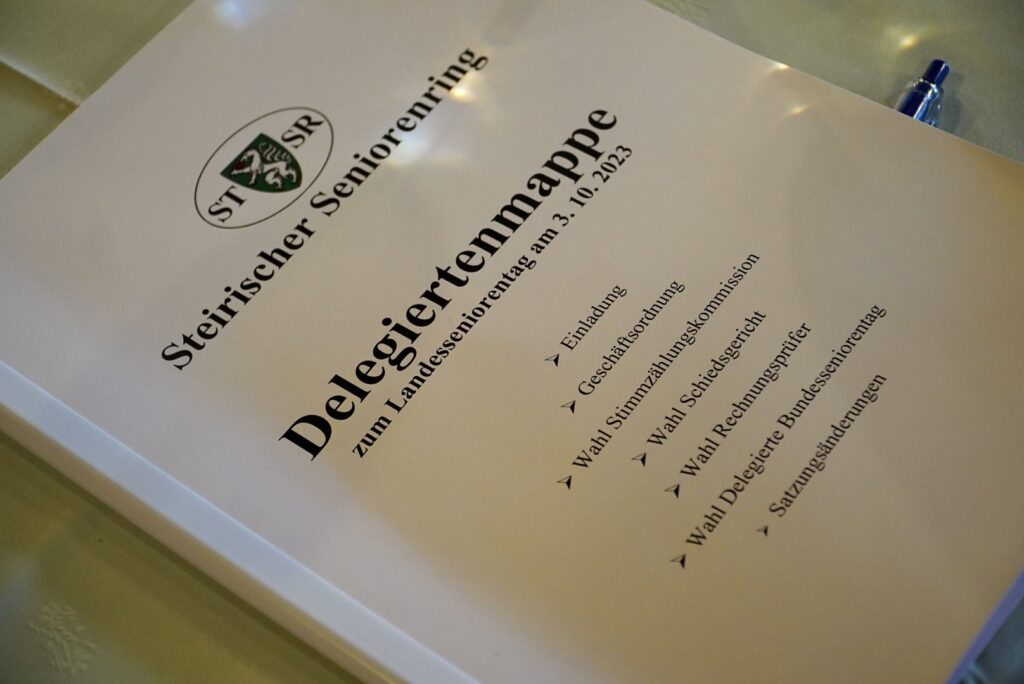 ST SR
Steirischer Seniorenring
Delegiertenmappe
zum Landesseniorentag am 3. 10. 2023
➢ Einladung
➢ Geschäftsordnung
➢ Wahl Stimmzählungskommission
➢ Wahl Schiedsgericht
➢ Wahl Rechnungsprüfer
➢ Wahl Delegierte Bundesseniorentag
➢ Satzungsänderungen